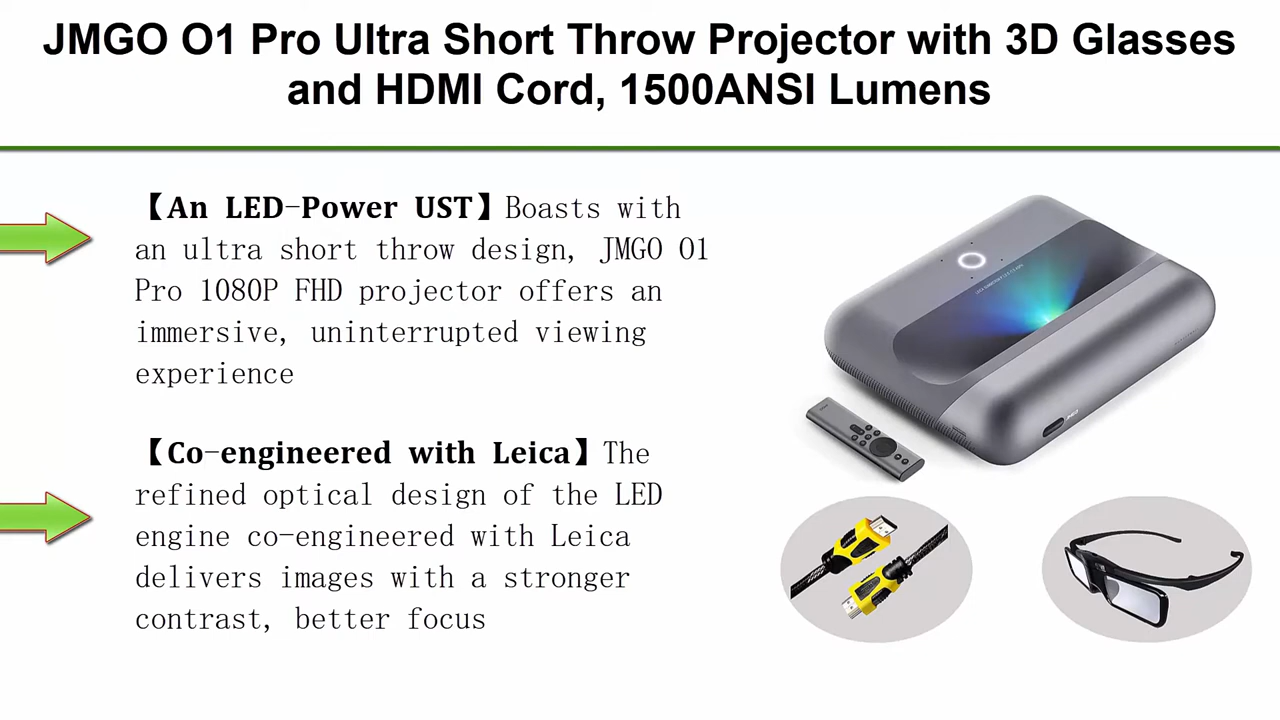 JMGO O1 Pro Ultra Short Throw Projector with 3D Glasses
and HDMI Cord, 1500ANSI Lumens
【An LED-Power UST】Boasts with
an ultra short throw design, JMGO O1
Pro 1080P FHD projector offers an
immersive, uninterrupted viewing
experience
【Co-engineered with Leica】The
refined optical design of the LED
engine co-engineered with Leica
delivers images with a stronger
contrast, better focus